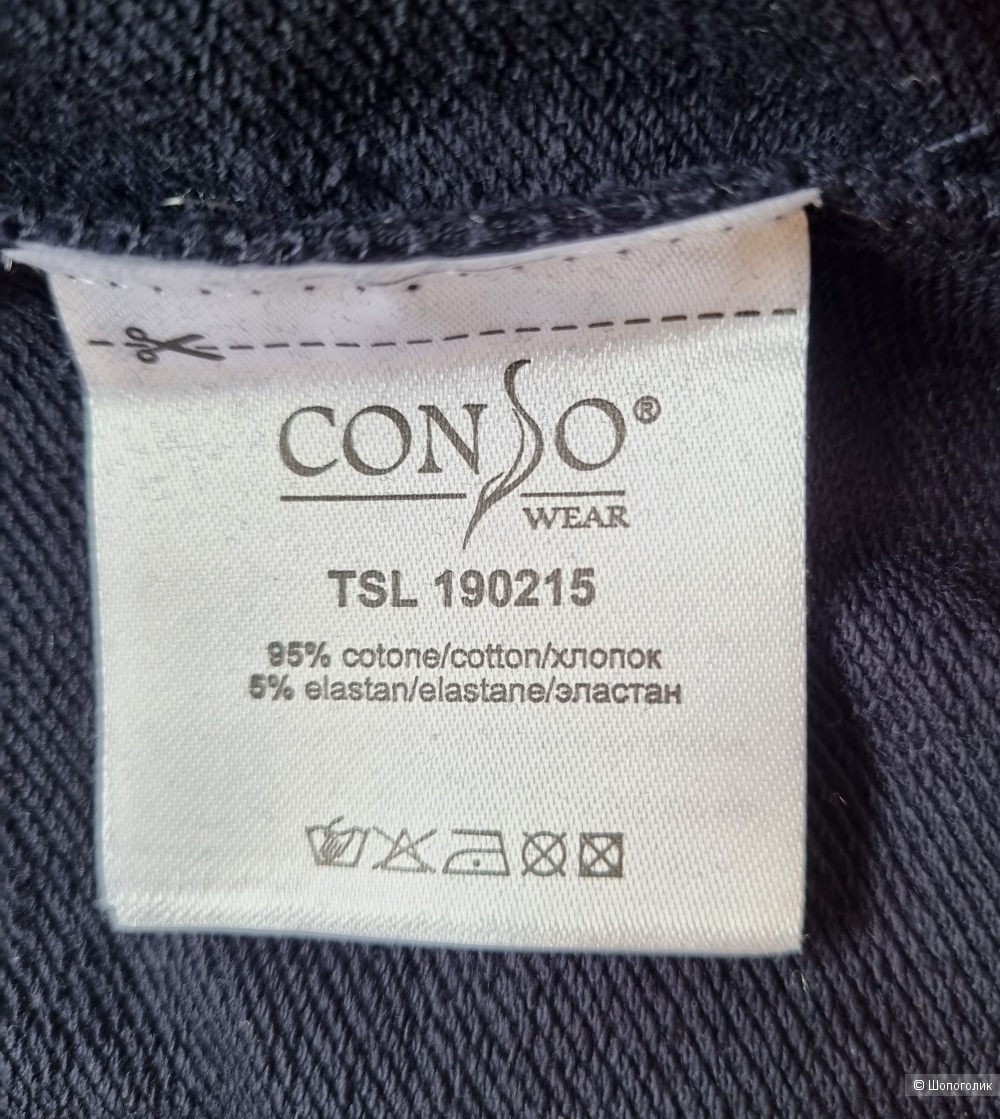 CONSO®
WEAR
TSL 190215
95% cotone/cotton/хлопок
5% elastan/elastane/эластан
© Шопоголик